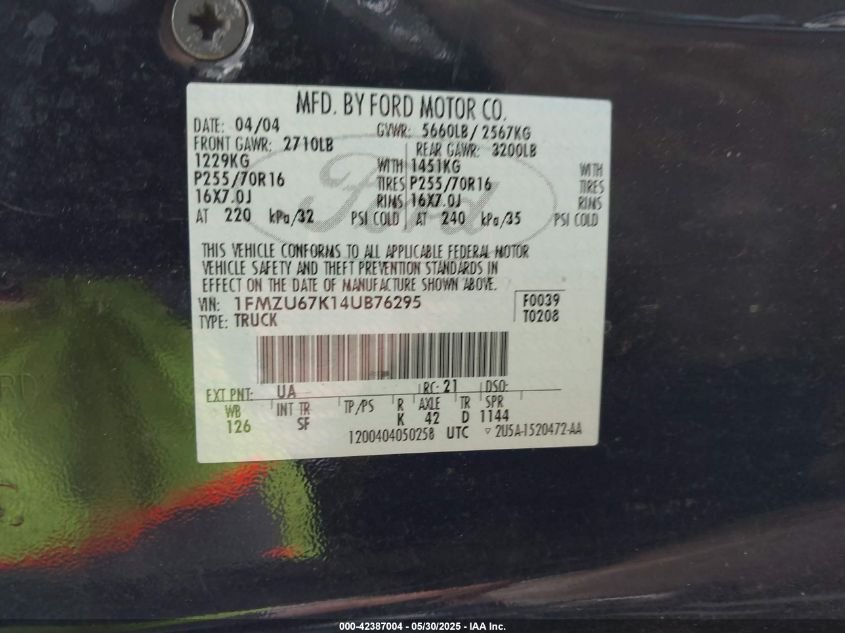 MFD. BY FORD MOTOR CO.
DATE: 04/04 GVWR: 5660LB/ 2567KG
FRONT GAWR: 2710LB REAR GAWR: 3200LB
1229KG WITH 1451KG WITH
P255/70R16 TIRES P255/70R16 TIRES
16X7.0J RINS 16X7.0J RINS
AT 220 kPa/32 PSI COLD AT 240 kPa/35 PSI COLD
Ford
THIS VEHICLE CONFORMS TO ALL APPLICABLE FEDERAL MOTOR
VEHICLE SAFETY AND THEFT PREVENTION STANDARDS IN
EFFECT ON THE DATE OF MANUFACTURE SHOWN ABOVE.
VIN: 1FMZU67K14UB76295 F0039
TYPE: TRUCK T0208
EXT PNT: UA RC: 21 DSO:
WB INT TR TP/PS R AXLE TR SPR
126 SF K 42 D 1144
1200404050258 UTC ▽ 2U5A-1520472-AA
000-42387004 - 05/30/2025 - IAA Inc.